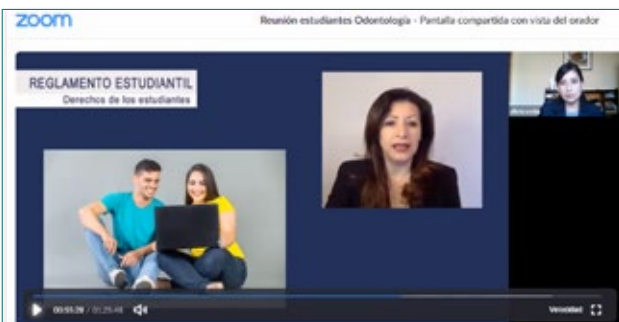 zoom
Reunión estudiantes Odontología - Pantalla compartida con vista del orador
REGLAMENTO ESTUDIANTIL
Derechos de los estudiantes
Velocidad